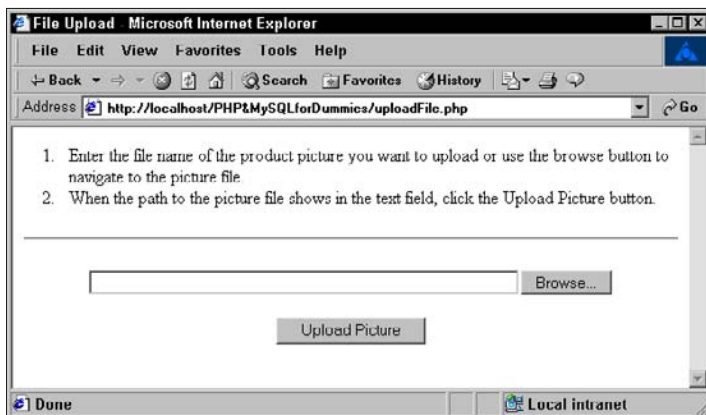 File Upload - Microsoft Internet Explorer
File Edit View Favorites Tools Help
Back Search Favorites History
Address http://localhost/PHP&MySQLforDummies/uploadFile.php Go
1. Enter the file name of the product picture you want to upload or use the browse button to
navigate to the picture file
2. When the path to the picture file shows in the text field, click the Upload Picture button.
Browse...
Upload Picture
Done Local intranet